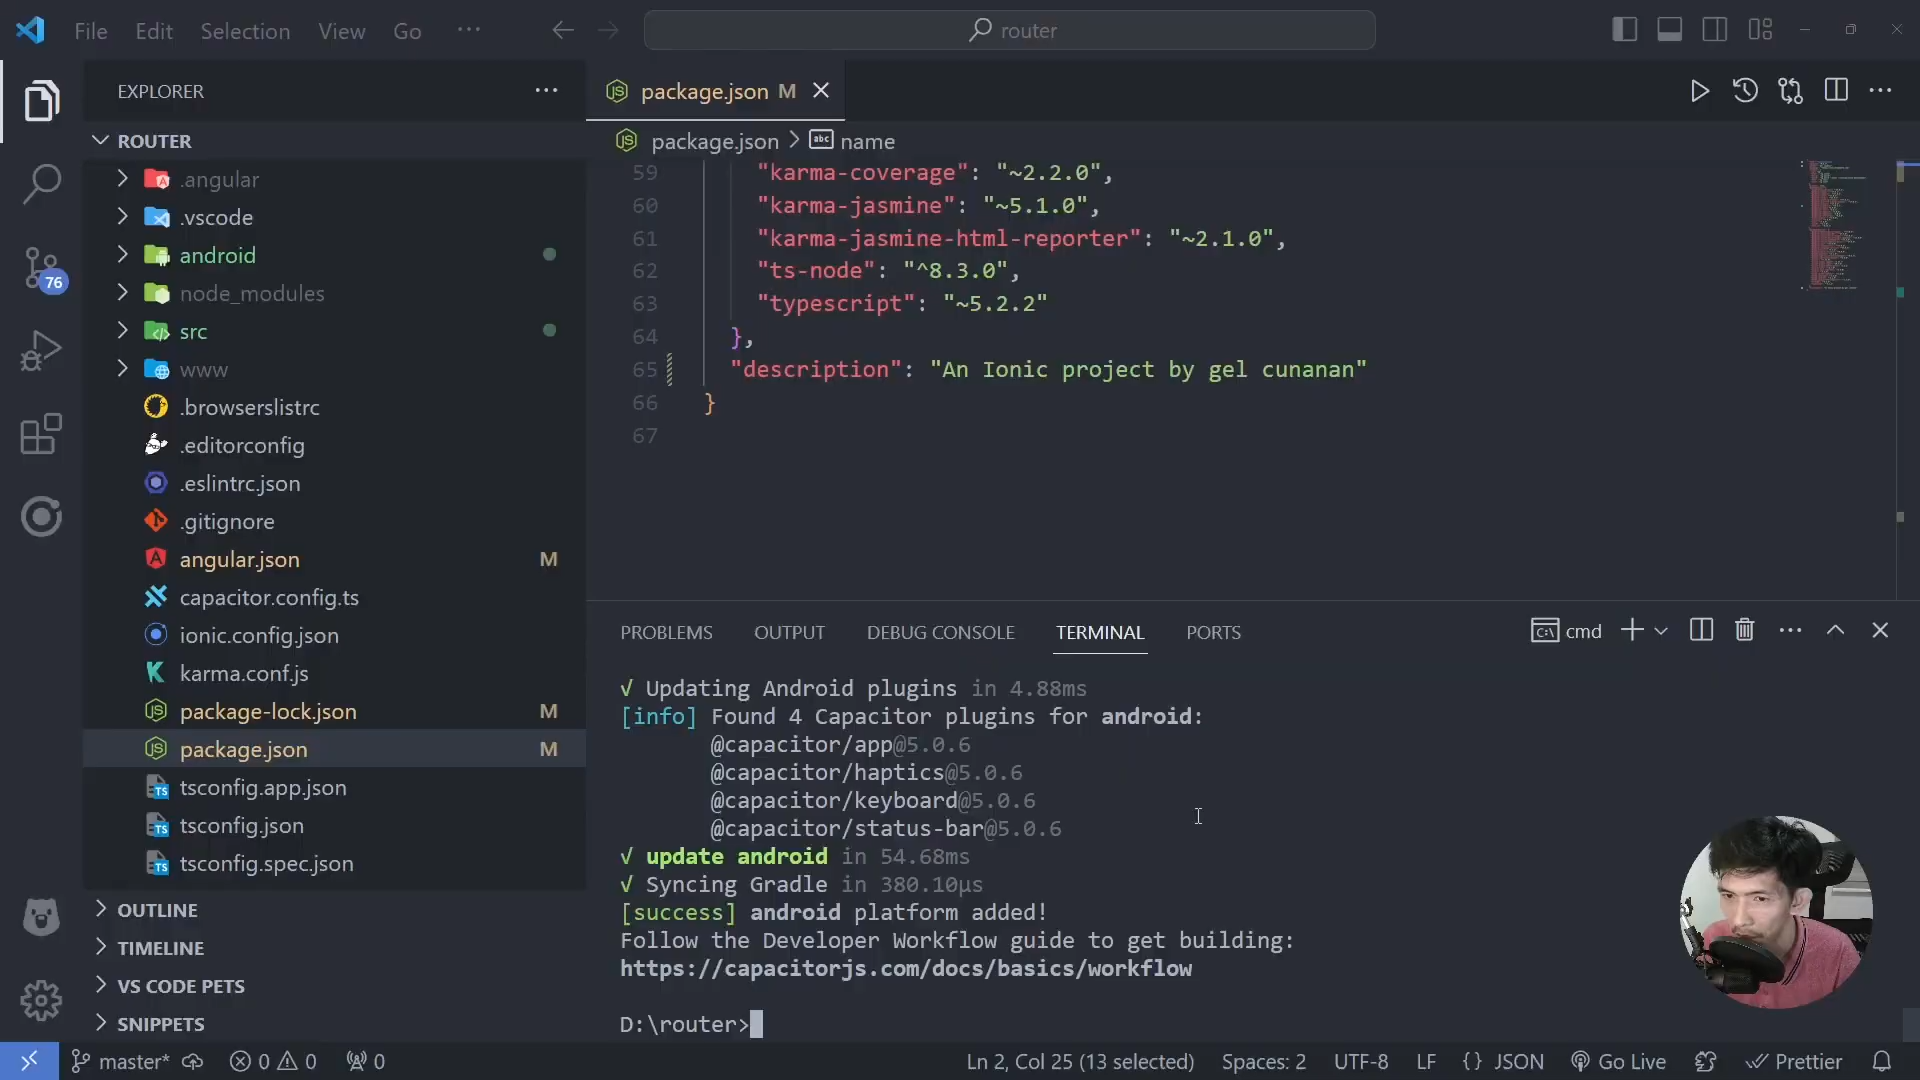 File Edit Selection View Go ··· router
EXPLORER ···
ROUTER
.angular
.vscode
android
node_modules
src
www
.browserslistrc
.editorconfig
.eslintrc.json
.gitignore
angular.json M
capacitor.config.ts
ionic.config.json
karma.conf.js
package-lock.json M
package.json M
tsconfig.app.json
tsconfig.json
tsconfig.spec.json
OUTLINE
TIMELINE
VS CODE PETS
SNIPPETS
76
package.json M
package.json > abc name
59 "karma-coverage": "~2.2.0",
60 "karma-jasmine": "~5.1.0",
61 "karma-jasmine-html-reporter": "~2.1.0",
62 "ts-node": "^8.3.0",
63 "typescript": "~5.2.2"
64 },
65 "description": "An Ionic project by gel cunanan"
66 }
67
PROBLEMS OUTPUT DEBUG CONSOLE TERMINAL PORTS cmd
√ Updating Android plugins in 4.88ms
[info] Found 4 Capacitor plugins for android:
@capacitor/app@5.0.6
@capacitor/haptics@5.0.6
@capacitor/keyboard@5.0.6
@capacitor/status-bar@5.0.6
√ update android in 54.68ms
√ Syncing Gradle in 380.10μs
[success] android platform added!
Follow the Developer Workflow guide to get building:
https://capacitorjs.com/docs/basics/workflow
D:\router>
master* 0 0 0 Ln 2, Col 25 (13 selected) Spaces: 2 UTF-8 LF {} JSON Go Live Prettier